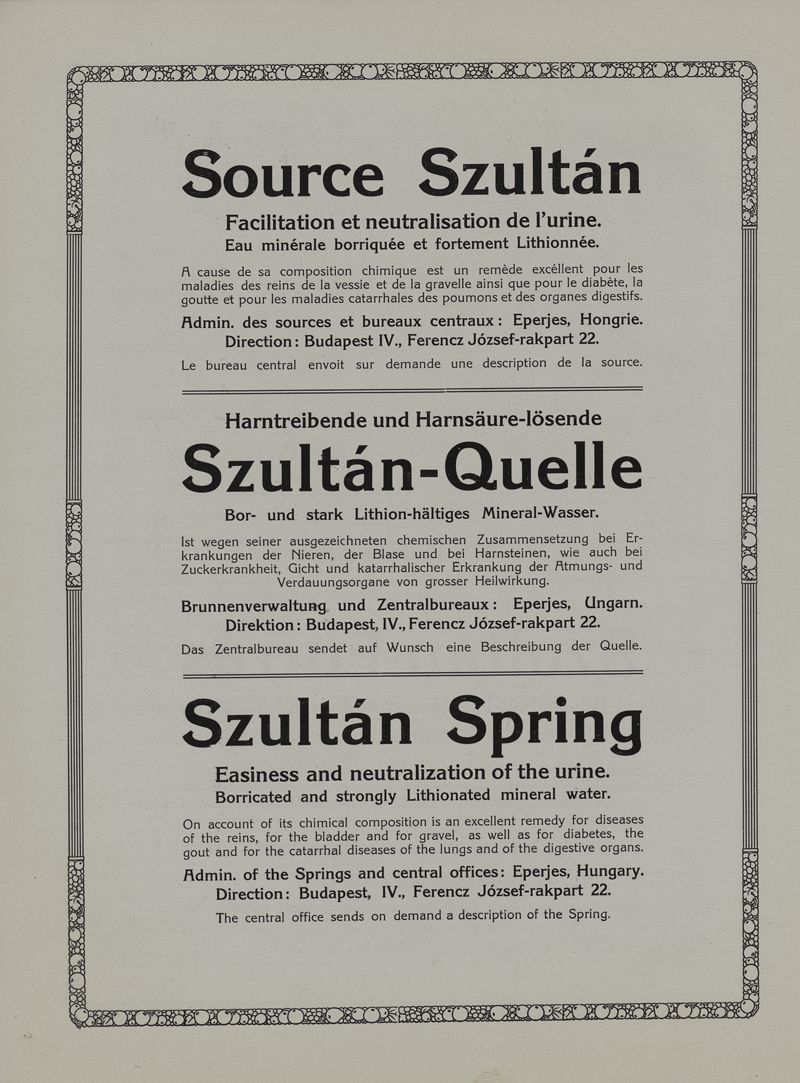 Source Szultán
Facilitation et neutralisation de l'urine.
Eau minérale borriquée et fortement Lithionnée.
A cause de sa composition chimique est un remède excéllent pour les
maladies des reins de la vessie et de la gravelle ainsi que pour le diabète, la
goutte et pour les maladies catarrhales des poumons et des organes digestifs.
Admin. des sources et bureaux centraux: Eperjes, Hongrie.
Direction: Budapest IV., Ferencz József-rakpart 22.
Le bureau central envoit sur demande une description de la source.
Harntreibende und Harnsäure-lösende
Szultán-Quelle
Bor- und stark Lithion-hältiges Mineral-Wasser.
Ist wegen seiner ausgezeichneten chemischen Zusammensetzung bei Er-
krankungen der Nieren, der Blase und bei Harnsteinen, wie auch bei
Zuckerkrankheit, Gicht und katarrhalischer Erkrankung der Atmungs- und
Verdauungsorgane von grosser Heilwirkung.
Brunnenverwaltung und Zentralbureaux: Eperjes, Ungarn.
Direktion: Budapest, IV., Ferencz József-rakpart 22.
Das Zentralbureau sendet auf Wunsch eine Beschreibung der Quelle.
Szultán Spring
Easiness and neutralization of the urine.
Borricated and strongly Lithionated mineral water.
On account of its chimical composition is an excellent remedy for diseases
of the reins, for the bladder and for gravel, as well as for diabetes, the
gout and for the catarrhal diseases of the lungs and of the digestive organs.
Admin. of the Springs and central offices: Eperjes, Hungary.
Direction: Budapest, IV., Ferencz József-rakpart 22.
The central office sends on demand a description of the Spring.